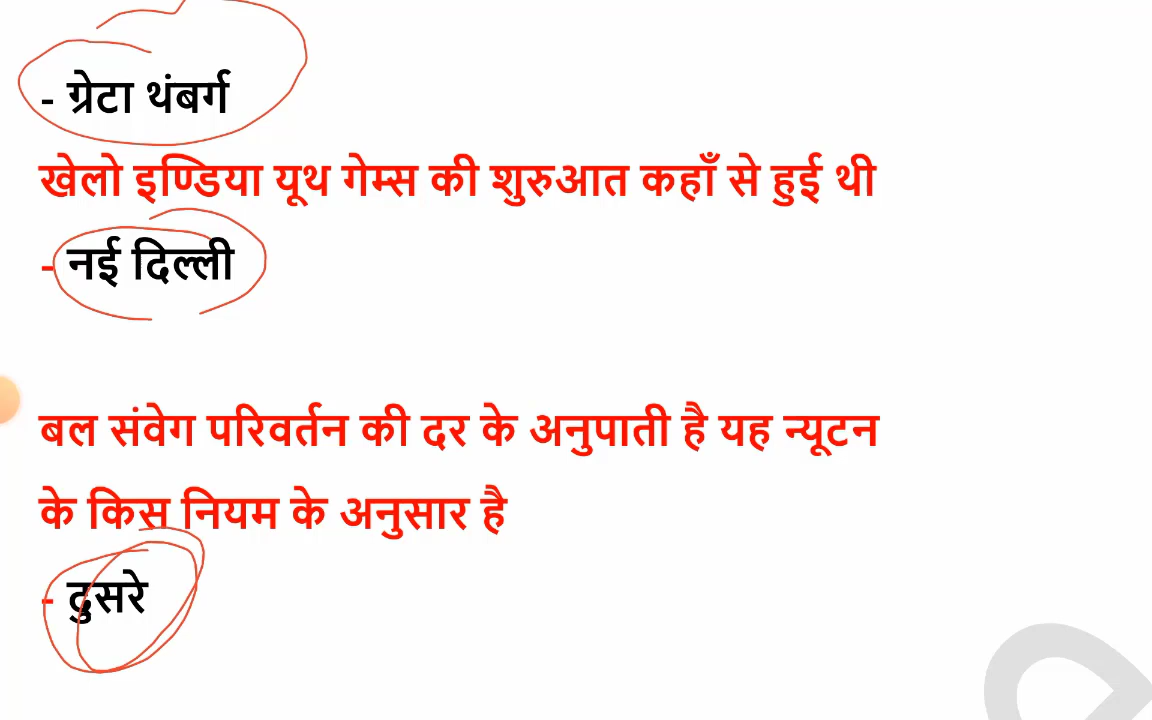 - ग्रेटा थंबर्ग
खेलो इण्डिया यूथ गेम्स की शुरुआत कहाँ से हुई थी
- नई दिल्ली
बल संवेग परिवर्तन की दर के अनुपाती है यह न्यूटन
के किस नियम के अनुसार है
- दुसरे